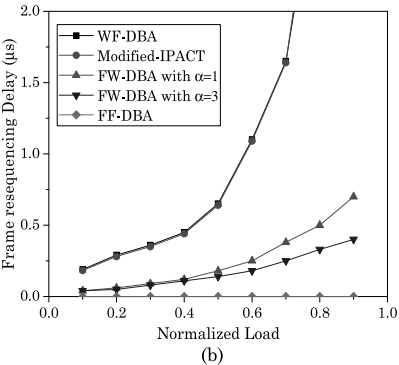 2.0
1.5
1.0
0.5
0.0
Frame resequencing Delay (μs)
WF-DBA
Modified-IPACT
FW-DBA with α=1
FW-DBA with α=3
FF-DBA
0.0 0.2 0.4 0.6 0.8 1.0
Normalized Load
(b)